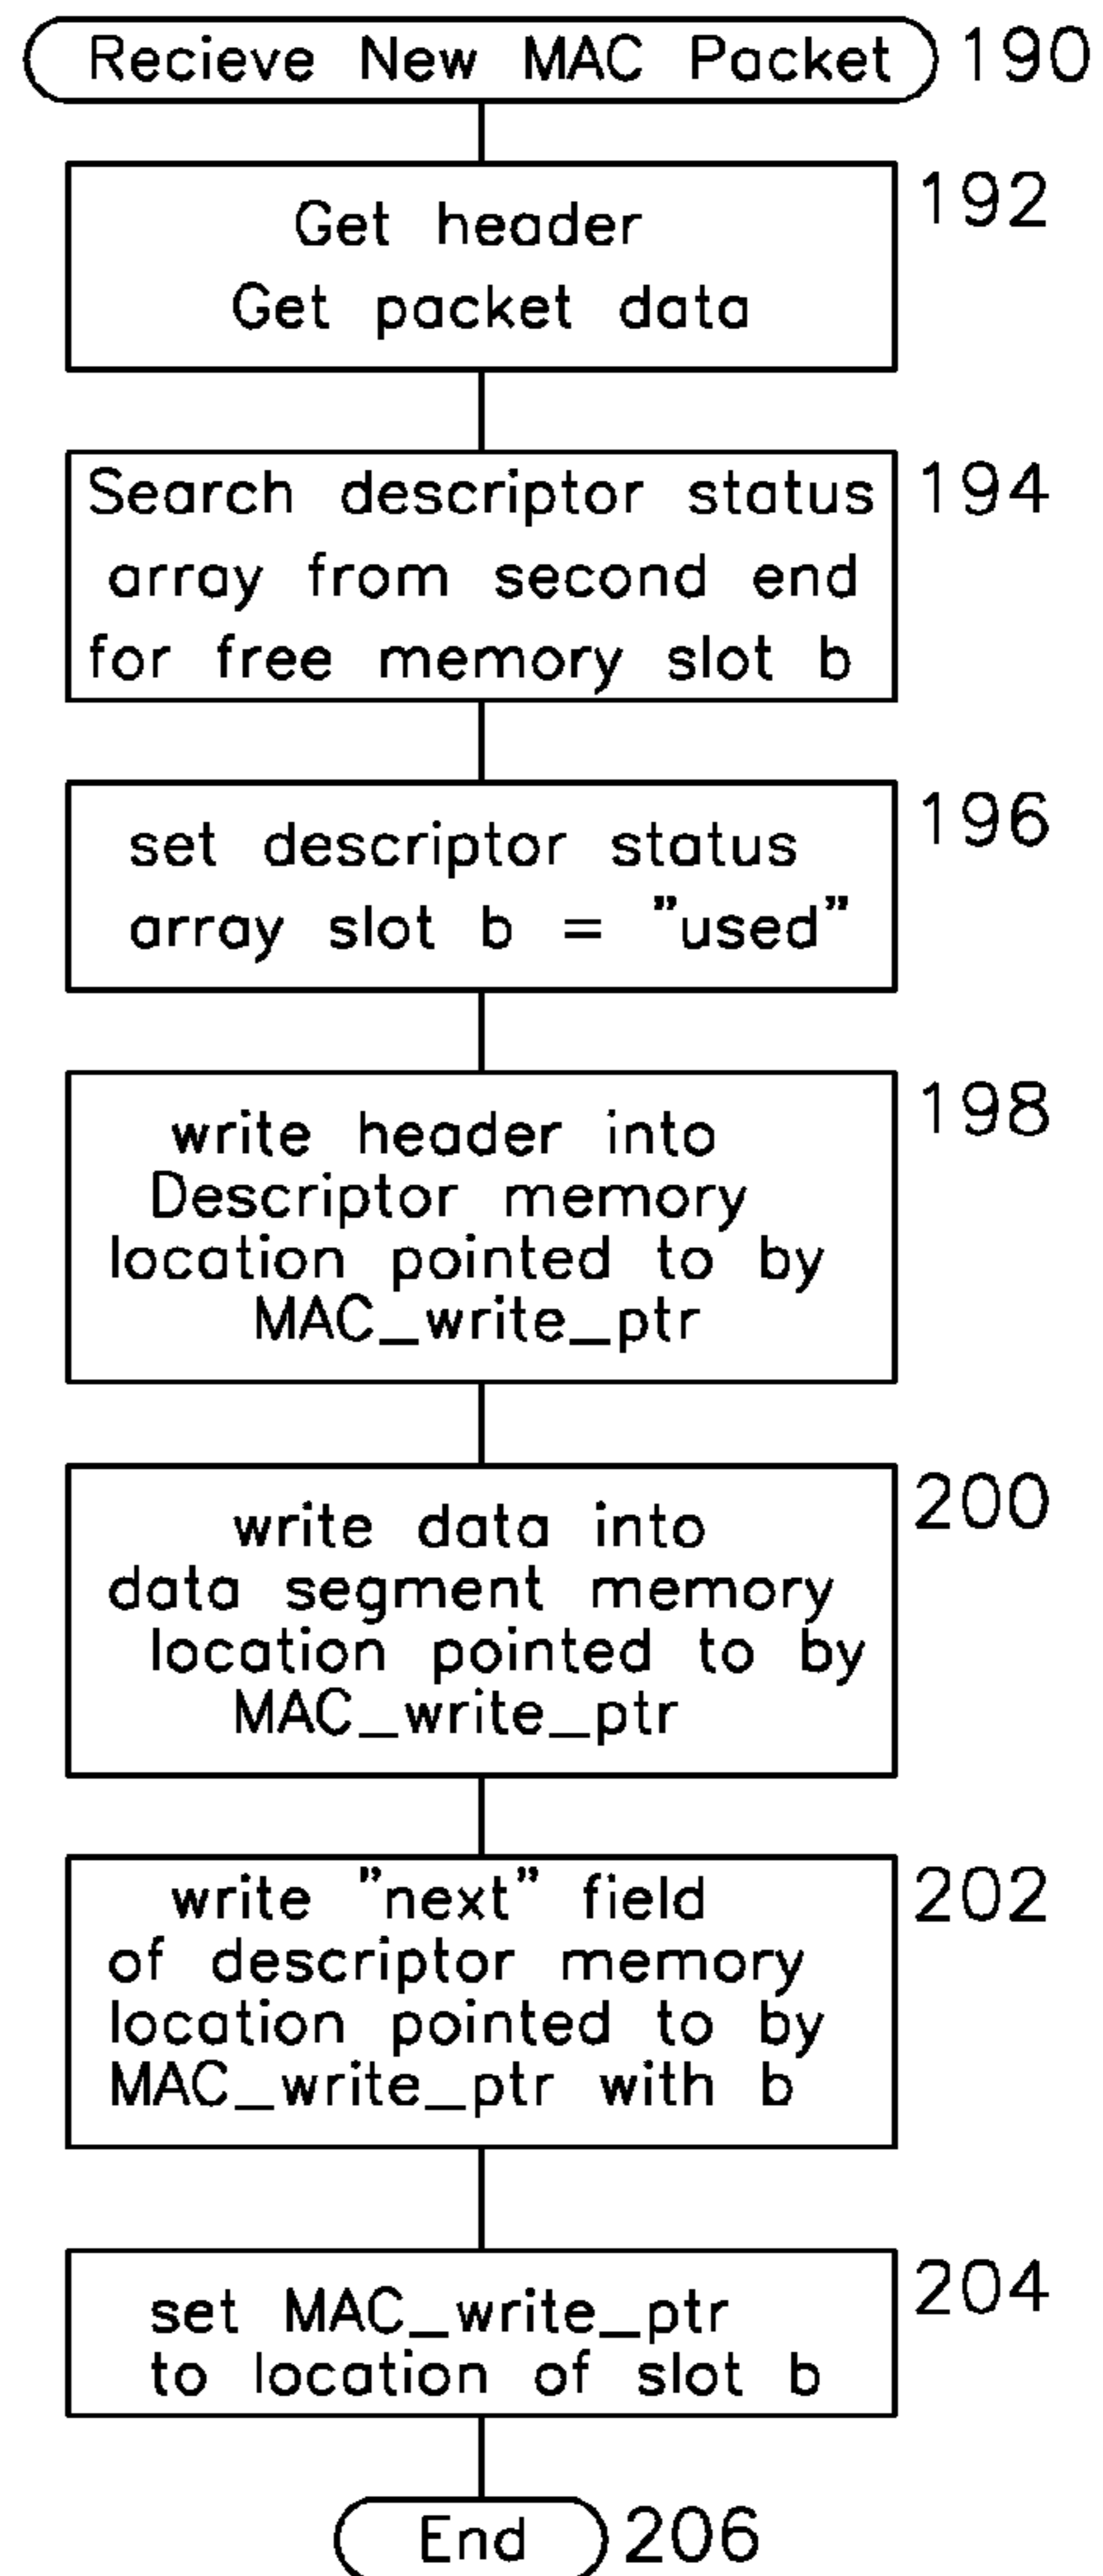 Recieve New MAC Packet 190
192
Get header
Get packet data
194
Search descriptor status
array from second end
for free memory slot b
196
set descriptor status
array slot b = "used"
198
write header into
Descriptor memory
location pointed to by
MAC_write_ptr
200
write data into
data segment memory
location pointed to by
MAC_write_ptr
202
write "next" field
of descriptor memory
location pointed to by
MAC_write_ptr with b
204
set MAC_write_ptr
to location of slot b
End 206